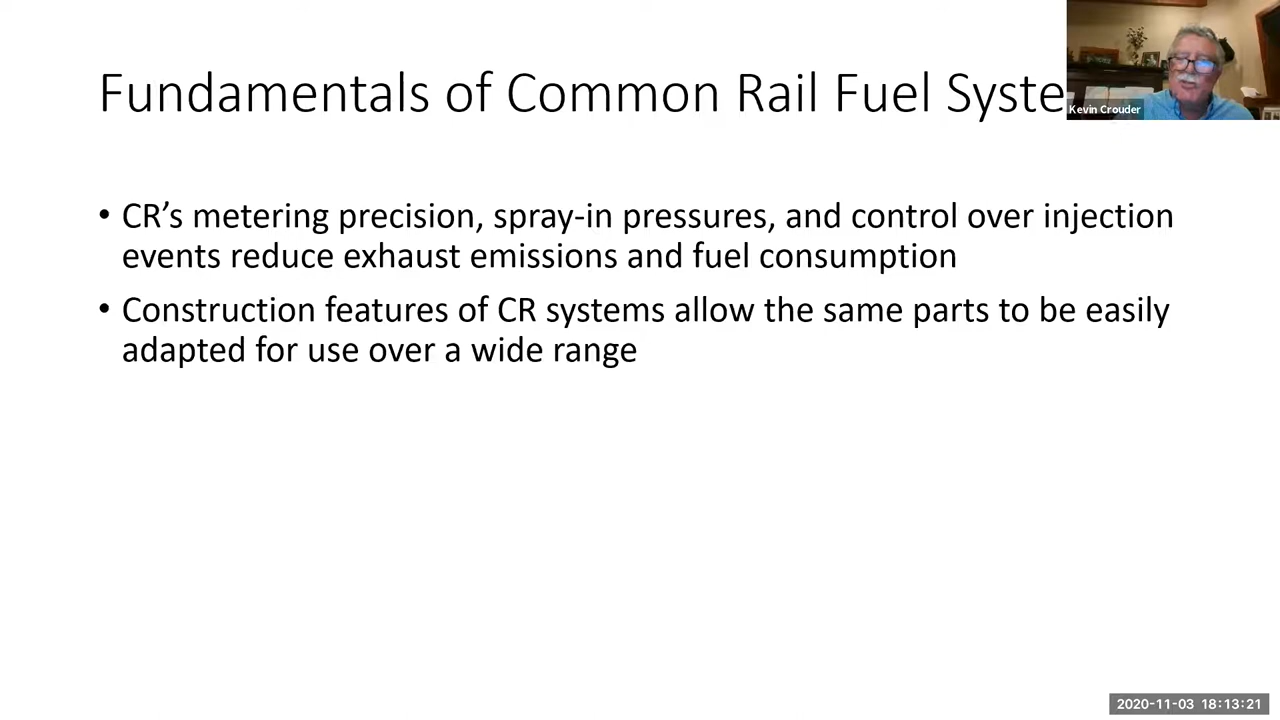 Fundamentals of Common Rail Fuel Syste
Kevin Crouder
• CR’s metering precision, spray-in pressures, and control over injection
events reduce exhaust emissions and fuel consumption
• Construction features of CR systems allow the same parts to be easily
adapted for use over a wide range
2020-11-03 18:13:21